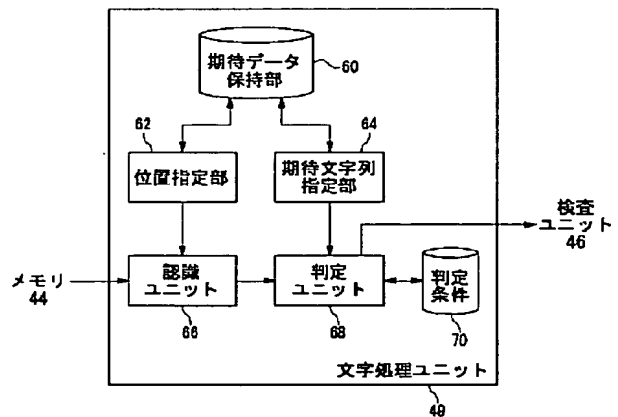 期待データ
保持部
60
62
64
位置指定部
期待文字列
指定部
検査
ユニット
46
メモリ
44
認識
ユニット
判定
ユニット
判定
条件
66
68
70
文字処理ユニット
49